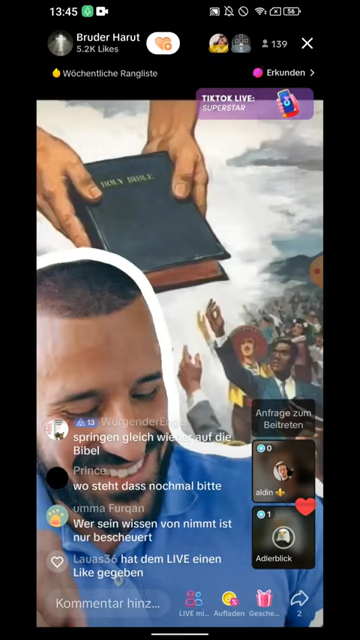 13:45
56
Bruder Harut
5.2K Likes
139
Wöchentliche Rangliste
Erkunden
TIKTOK LIVE:
SUPERSTAR
HOLY BIBLE
Anfrage zum
Beitreten
13
springen gleich wieder auf die
Bibel
Prince
wo steht dass nochmal bitte
umma Furqan
Wer sein wissen von nimmt ist
nur bescheuert
Lauas36 hat dem LIVE einen
Like gegeben
0
aldin
1
Adlerblick
Kommentar hinz...
LIVE mi...
Aufladen
Gesche...
2